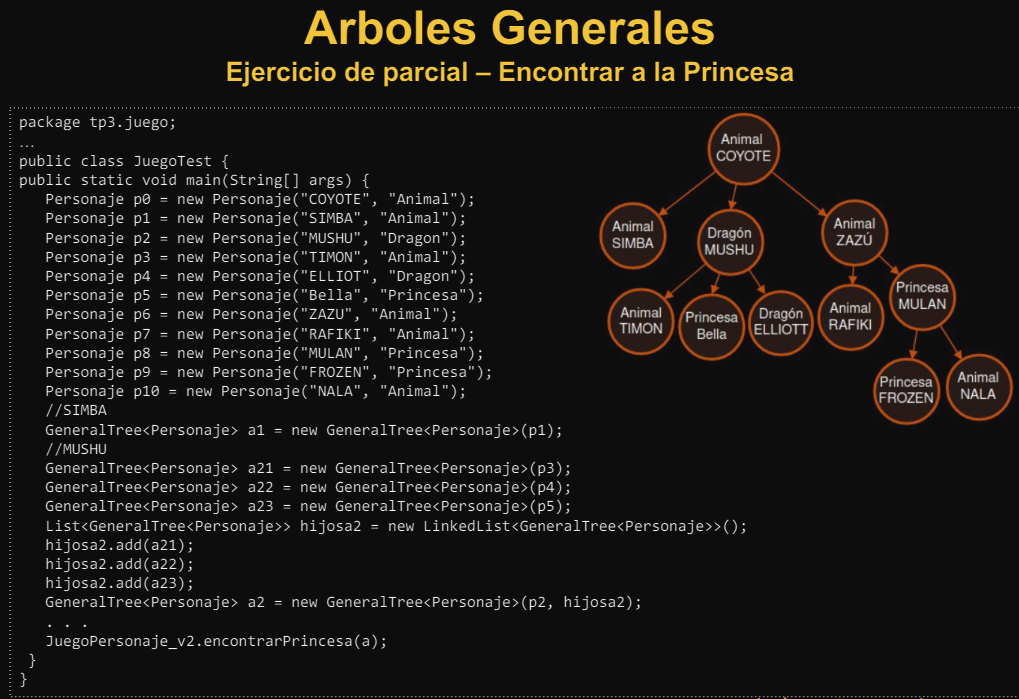 Arboles Generales
Ejercicio de parcial – Encontrar a la Princesa
package tp3.juego;
...
public class JuegoTest {
public static void main(String[] args) {
Personaje p0 = new Personaje("COYOTE", "Animal");
Personaje p1 = new Personaje("SIMBA", "Animal");
Personaje p2 = new Personaje("MUSHU", "Dragon");
Personaje p3 = new Personaje("TIMON", "Animal");
Personaje p4 = new Personaje("ELLIOT", "Dragon");
Personaje p5 = new Personaje("Bella", "Princesa");
Personaje p6 = new Personaje("ZAZU", "Animal");
Personaje p7 = new Personaje("RAFIKI", "Animal");
Personaje p8 = new Personaje("MULAN", "Princesa");
Personaje p9 = new Personaje("FROZEN", "Princesa");
Personaje p10 = new Personaje("NALA", "Animal");
//SIMBA
GeneralTree<Personaje> a1 = new GeneralTree<Personaje>(p1);
//MUSHU
GeneralTree<Personaje> a21 = new GeneralTree<Personaje>(p3);
GeneralTree<Personaje> a22 = new GeneralTree<Personaje>(p4);
GeneralTree<Personaje> a23 = new GeneralTree<Personaje>(p5);
List<GeneralTree<Personaje>> hijosa2 = new LinkedList<GeneralTree<Personaje>>();
hijosa2.add(a21);
hijosa2.add(a22);
hijosa2.add(a23);
GeneralTree<Personaje> a2 = new GeneralTree<Personaje>(p2, hijosa2);
. . .
JuegoPersonaje_v2.encontrarPrincesa(a);
}
}
Animal
COYOTE
Animal
SIMBA
Dragón
MUSHU
Animal
ZAZÚ
Animal
TIMON
Princesa
Bella
Dragón
ELLIOTT
Animal
RAFIKI
Princesa
MULAN
Princesa
FROZEN
Animal
NALA